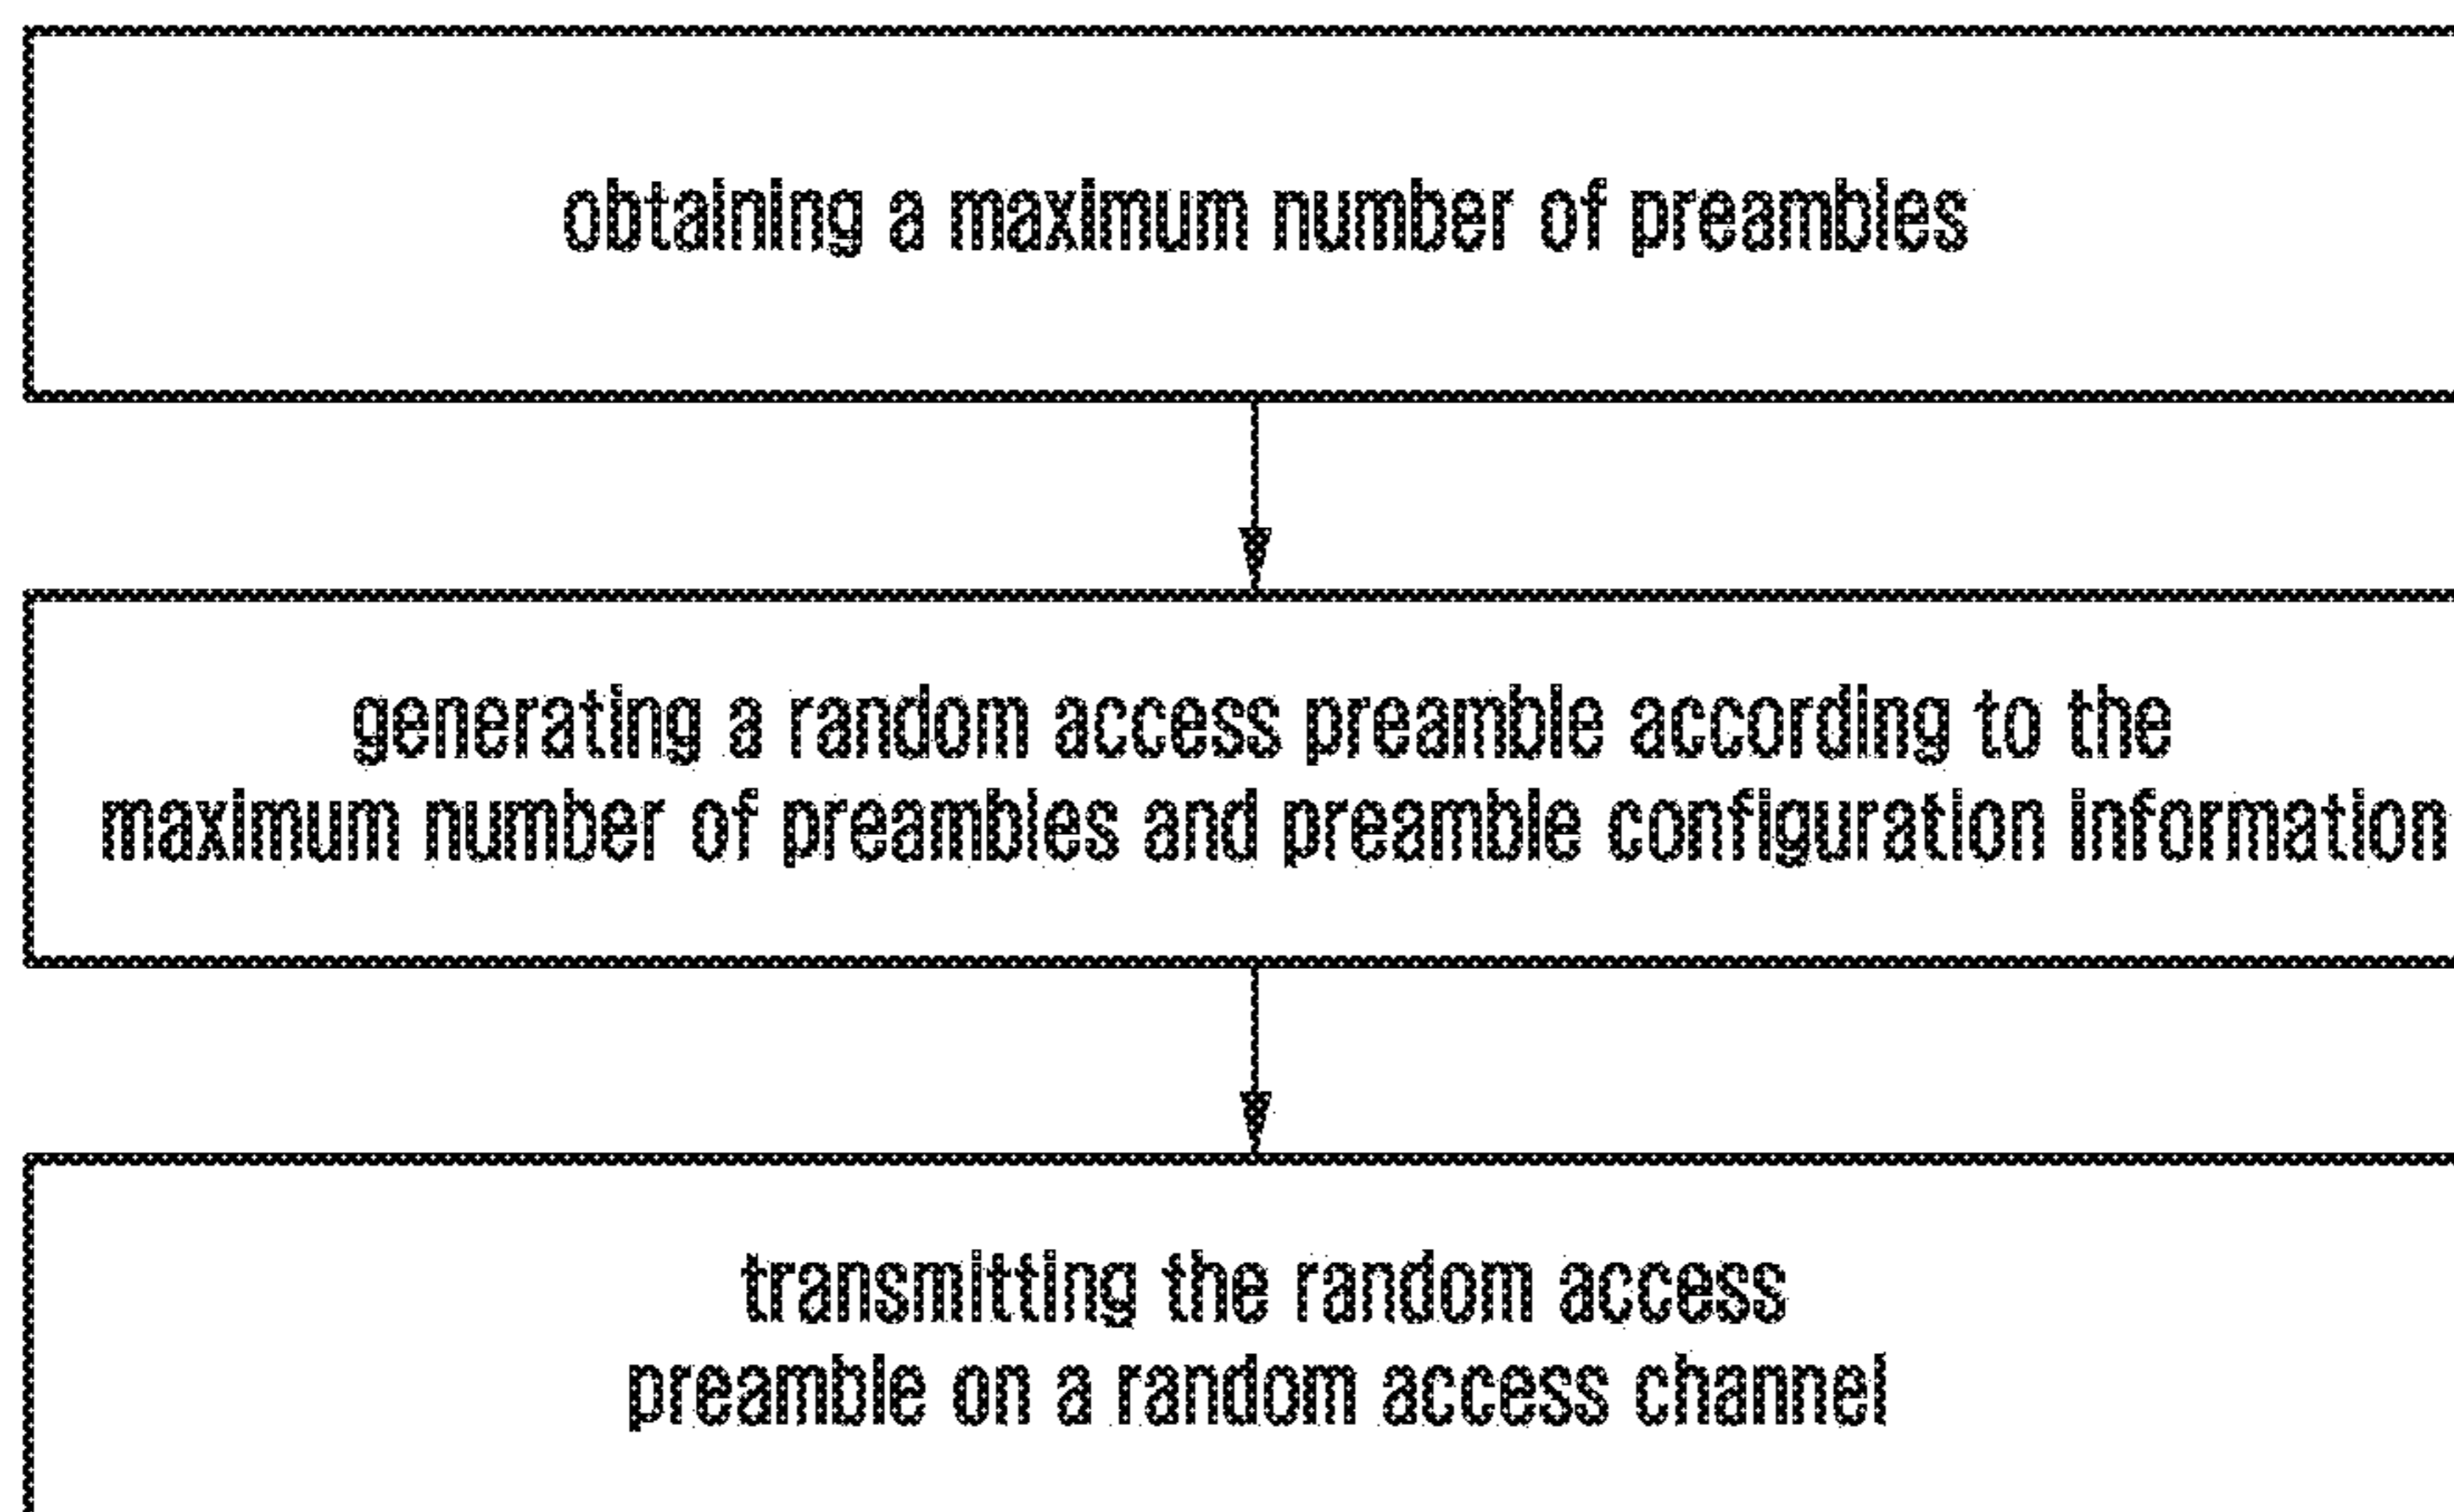 obtaining a maximum number of preambles
generating a random access preamble according to the
maximum number of preambles and preamble configuration information
transmitting the random access
preamble on a random access channel